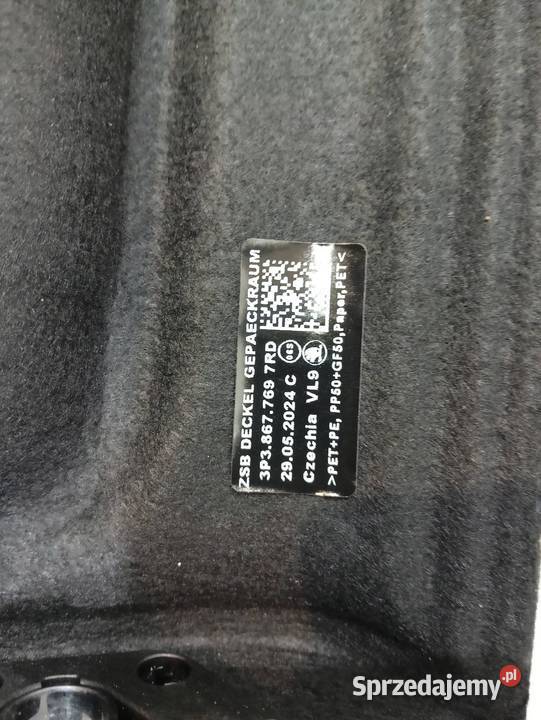 ZSB DECKEL GEPAECKRAUM
3P3.867.769 7RD
29.05.2024 C
Czechia VL9
>PET+PE, PP50+GF50,Paper,PET<
Sprzedajemy.pl